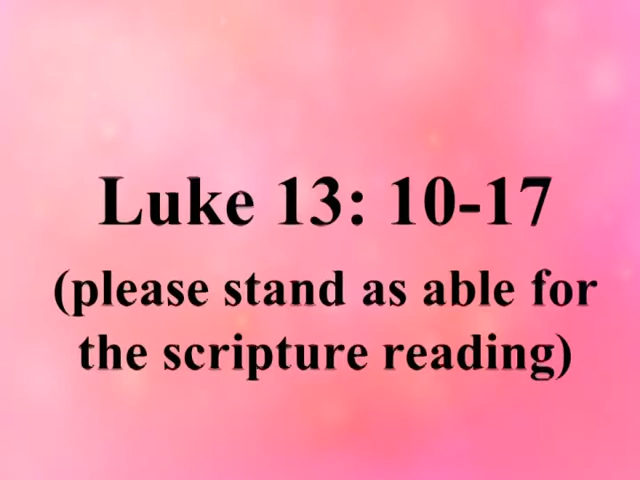 Luke 13: 10-17
(please stand as able for
the scripture reading)